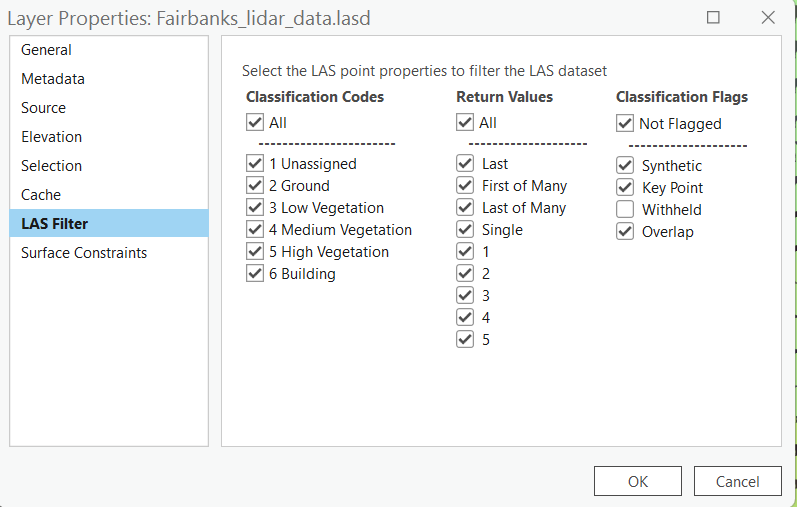 Layer Properties: Fairbanks_lidar_data.lasd
General
Metadata
Source
Elevation
Selection
Cache
LAS Filter
Surface Constraints
Select the LAS point properties to filter the LAS dataset
Classification Codes
All
1 Unassigned
2 Ground
3 Low Vegetation
4 Medium Vegetation
5 High Vegetation
6 Building
Return Values
All
Last
First of Many
Last of Many
Single
1
2
3
4
5
Classification Flags
Not Flagged
Synthetic
Key Point
Withheld
Overlap
OK
Cancel